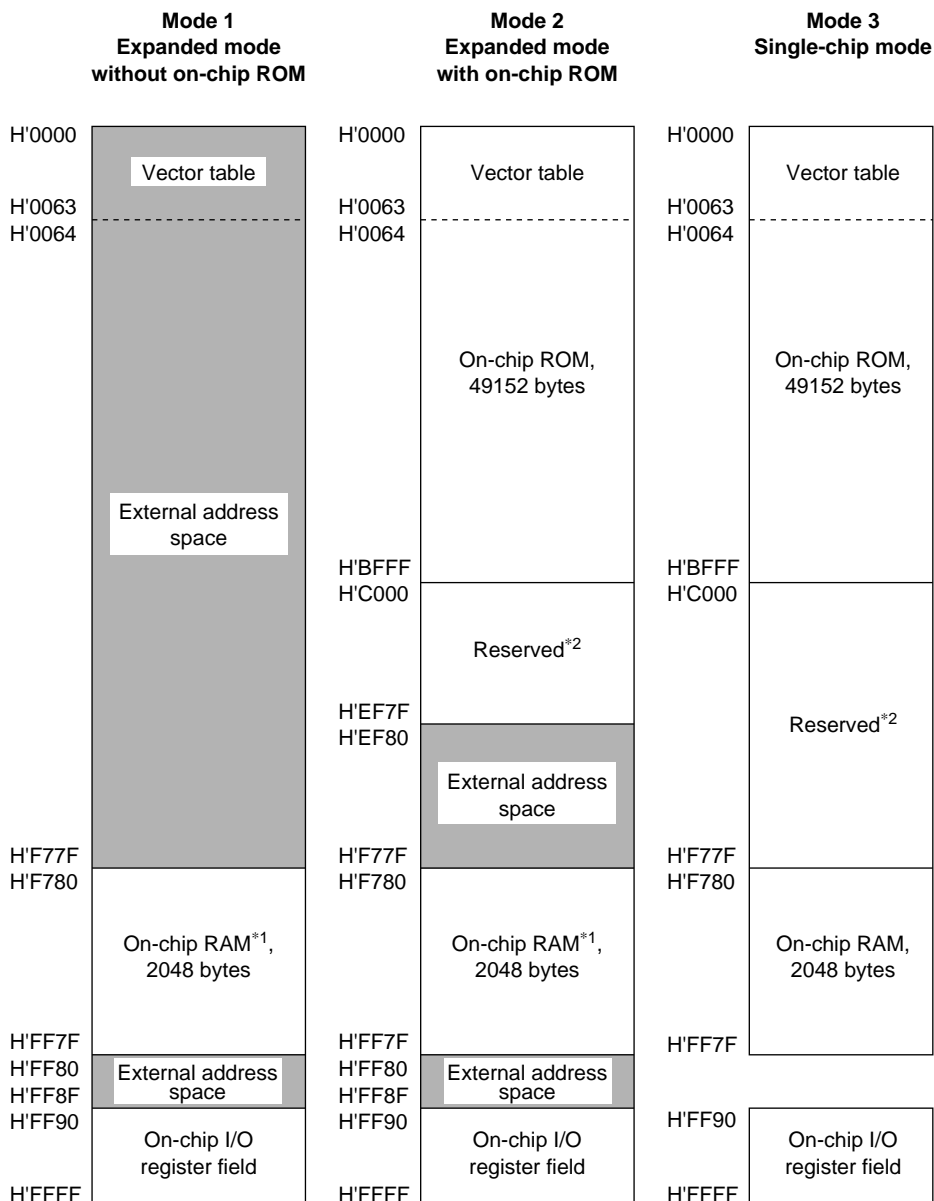 Mode 1
Expanded mode
without on-chip ROM
H'0000
Vector table
H'0063
H'0064
External address
space
H'F77F
H'F780
On-chip RAM*1,
2048 bytes
H'FF7F
H'FF80
External address
space
H'FF8F
H'FF90
On-chip I/O
register field
H'FFFF
Mode 2
Expanded mode
with on-chip ROM
H'0000
Vector table
H'0063
H'0064
On-chip ROM,
49152 bytes
H'BFFF
H'C000
Reserved*2
H'EF7F
H'EF80
External address
space
H'F77F
H'F780
On-chip RAM*1,
2048 bytes
H'FF7F
H'FF80
External address
space
H'FF8F
H'FF90
On-chip I/O
register field
H'FFFF
Mode 3
Single-chip mode
H'0000
Vector table
H'0063
H'0064
On-chip ROM,
49152 bytes
H'BFFF
H'C000
Reserved*2
H'F77F
H'F780
On-chip RAM,
2048 bytes
H'FF7F
H'FF90
On-chip I/O
register field
H'FFFF